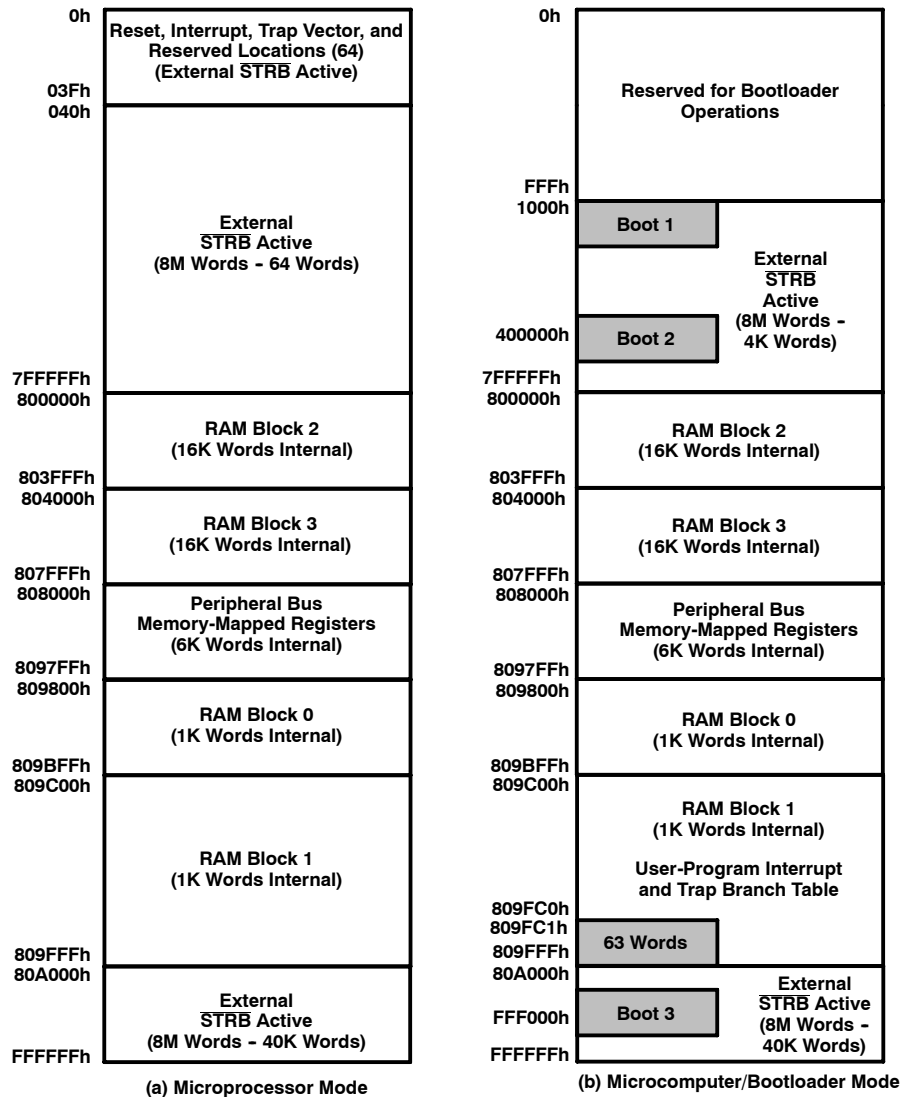 0h
Reset, Interrupt, Trap Vector, and
Reserved Locations (64)
(External STRB Active)
03Fh
040h
External
STRB Active
(8M Words - 64 Words)
7FFFFFh
800000h
RAM Block 2
(16K Words Internal)
803FFFh
804000h
RAM Block 3
(16K Words Internal)
807FFFh
808000h
Peripheral Bus
Memory-Mapped Registers
(6K Words Internal)
8097FFh
809800h
RAM Block 0
(1K Words Internal)
809BFFh
809C00h
RAM Block 1
(1K Words Internal)
809FFFh
80A000h
External
STRB Active
(8M Words - 40K Words)
FFFFFFh
(a) Microprocessor Mode
0h
Reserved for Bootloader
Operations
FFFh
1000h
Boot 1
External
STRB
Active
(8M Words -
4K Words)
400000h
Boot 2
7FFFFFh
800000h
RAM Block 2
(16K Words Internal)
803FFFh
804000h
RAM Block 3
(16K Words Internal)
807FFFh
808000h
Peripheral Bus
Memory-Mapped Registers
(6K Words Internal)
8097FFh
809800h
RAM Block 0
(1K Words Internal)
809BFFh
809C00h
RAM Block 1
(1K Words Internal)
User-Program Interrupt
and Trap Branch Table
809FC0h
809FC1h
63 Words
809FFFh
80A000h
External
STRB Active
(8M Words -
40K Words)
FFF000h
Boot 3
FFFFFFh
(b) Microcomputer/Bootloader Mode